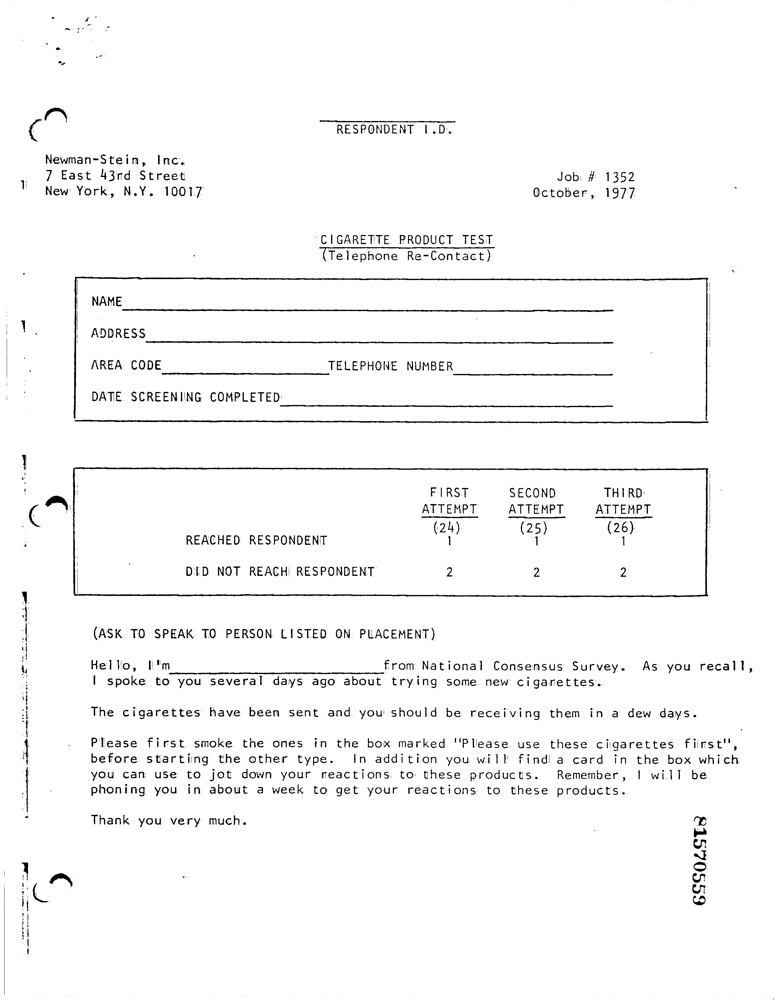 RESPONDENT I.D.
Newman-Stein, Inc.
7 East 43rd Street
New York, N.Y. 10017
Job # 1352
October, 1977
CIGARETTE PRODUCT TEST
(Telephone Re-Contact)
NAME
ADDRESS
AREA CODE TELEPHONE NUMBER
DATE SCREENING COMPLETED
FIRST SECOND THIRD
ATTEMPT ATTEMPT ATTEMPT
(24) (25) (26)
REACHED RESPONDENT 1 1 1
DID NOT REACH RESPONDENT 2 2 2
(ASK TO SPEAK TO PERSON LISTED ON PLACEMENT)
Hello, I'm from National Consensus Survey. As you recall,
I spoke to you several days ago about trying some new cigarettes.
The cigarettes have been sent and you should be receiving them in a dew days.
Please first smoke the ones in the box marked "Please use these cigarettes first",
before starting the other type. In addition you will find a card in the box which
you can use to jot down your reactions to these products. Remember, I will be
phoning you in about a week to get your reactions to these products.
Thank you very much.
81570559